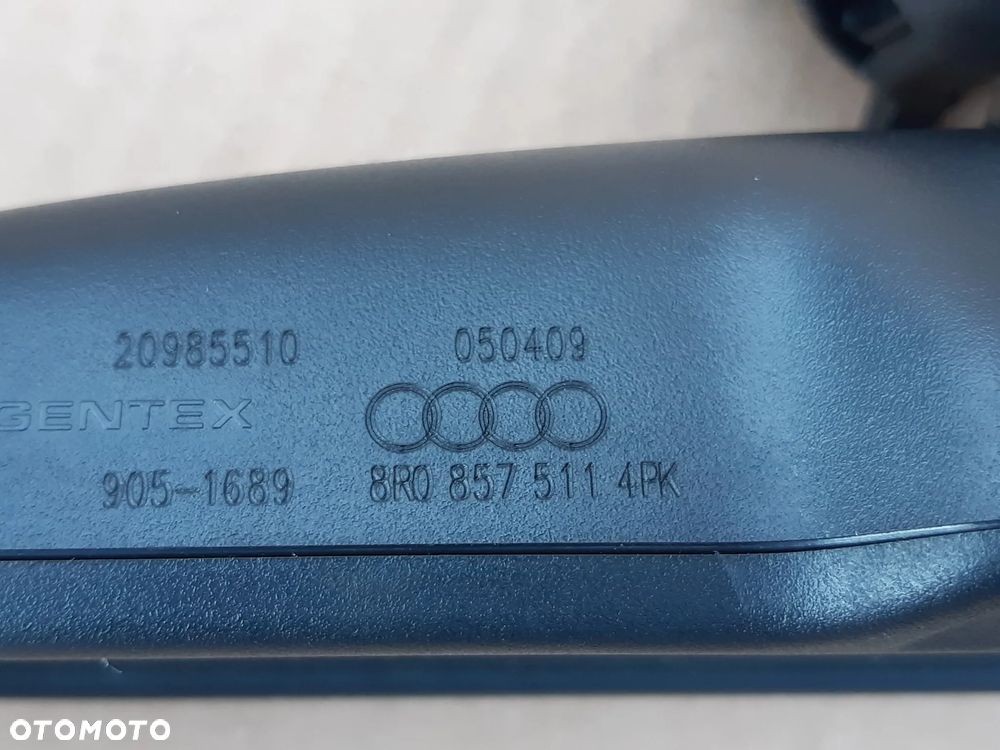 20985510 050409
GENTEX
905-1689 8R0 857 511 4PK
OTOMOTO